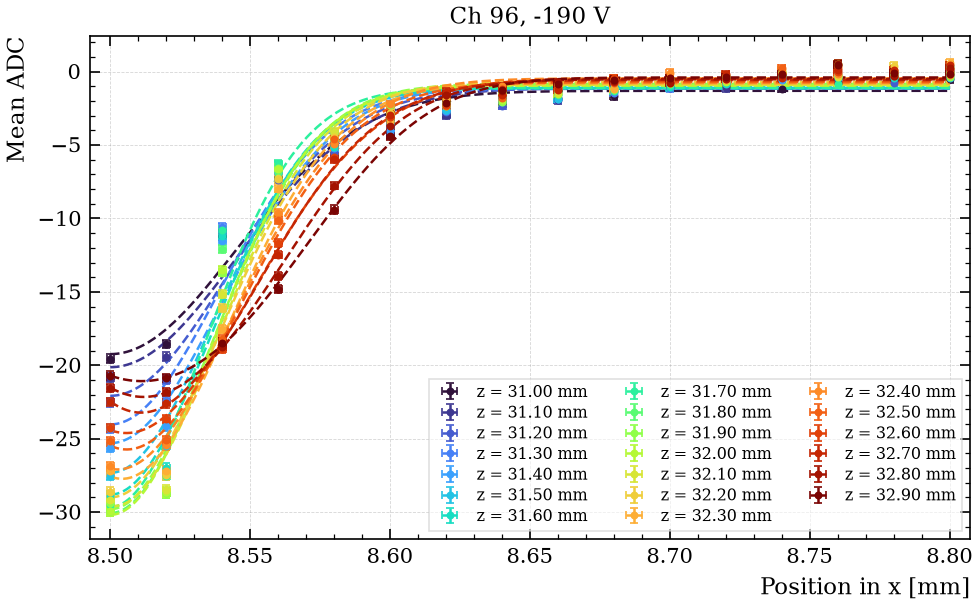 Ch 96, -190 V
Mean ADC
0
−5
−10
−15
−20
−25
−30
z = 31.00 mm
z = 31.10 mm
z = 31.20 mm
z = 31.30 mm
z = 31.40 mm
z = 31.50 mm
z = 31.60 mm
z = 31.70 mm
z = 31.80 mm
z = 31.90 mm
z = 32.00 mm
z = 32.10 mm
z = 32.20 mm
z = 32.30 mm
z = 32.40 mm
z = 32.50 mm
z = 32.60 mm
z = 32.70 mm
z = 32.80 mm
z = 32.90 mm
8.50 8.55 8.60 8.65 8.70 8.75 8.80
Position in x [mm]